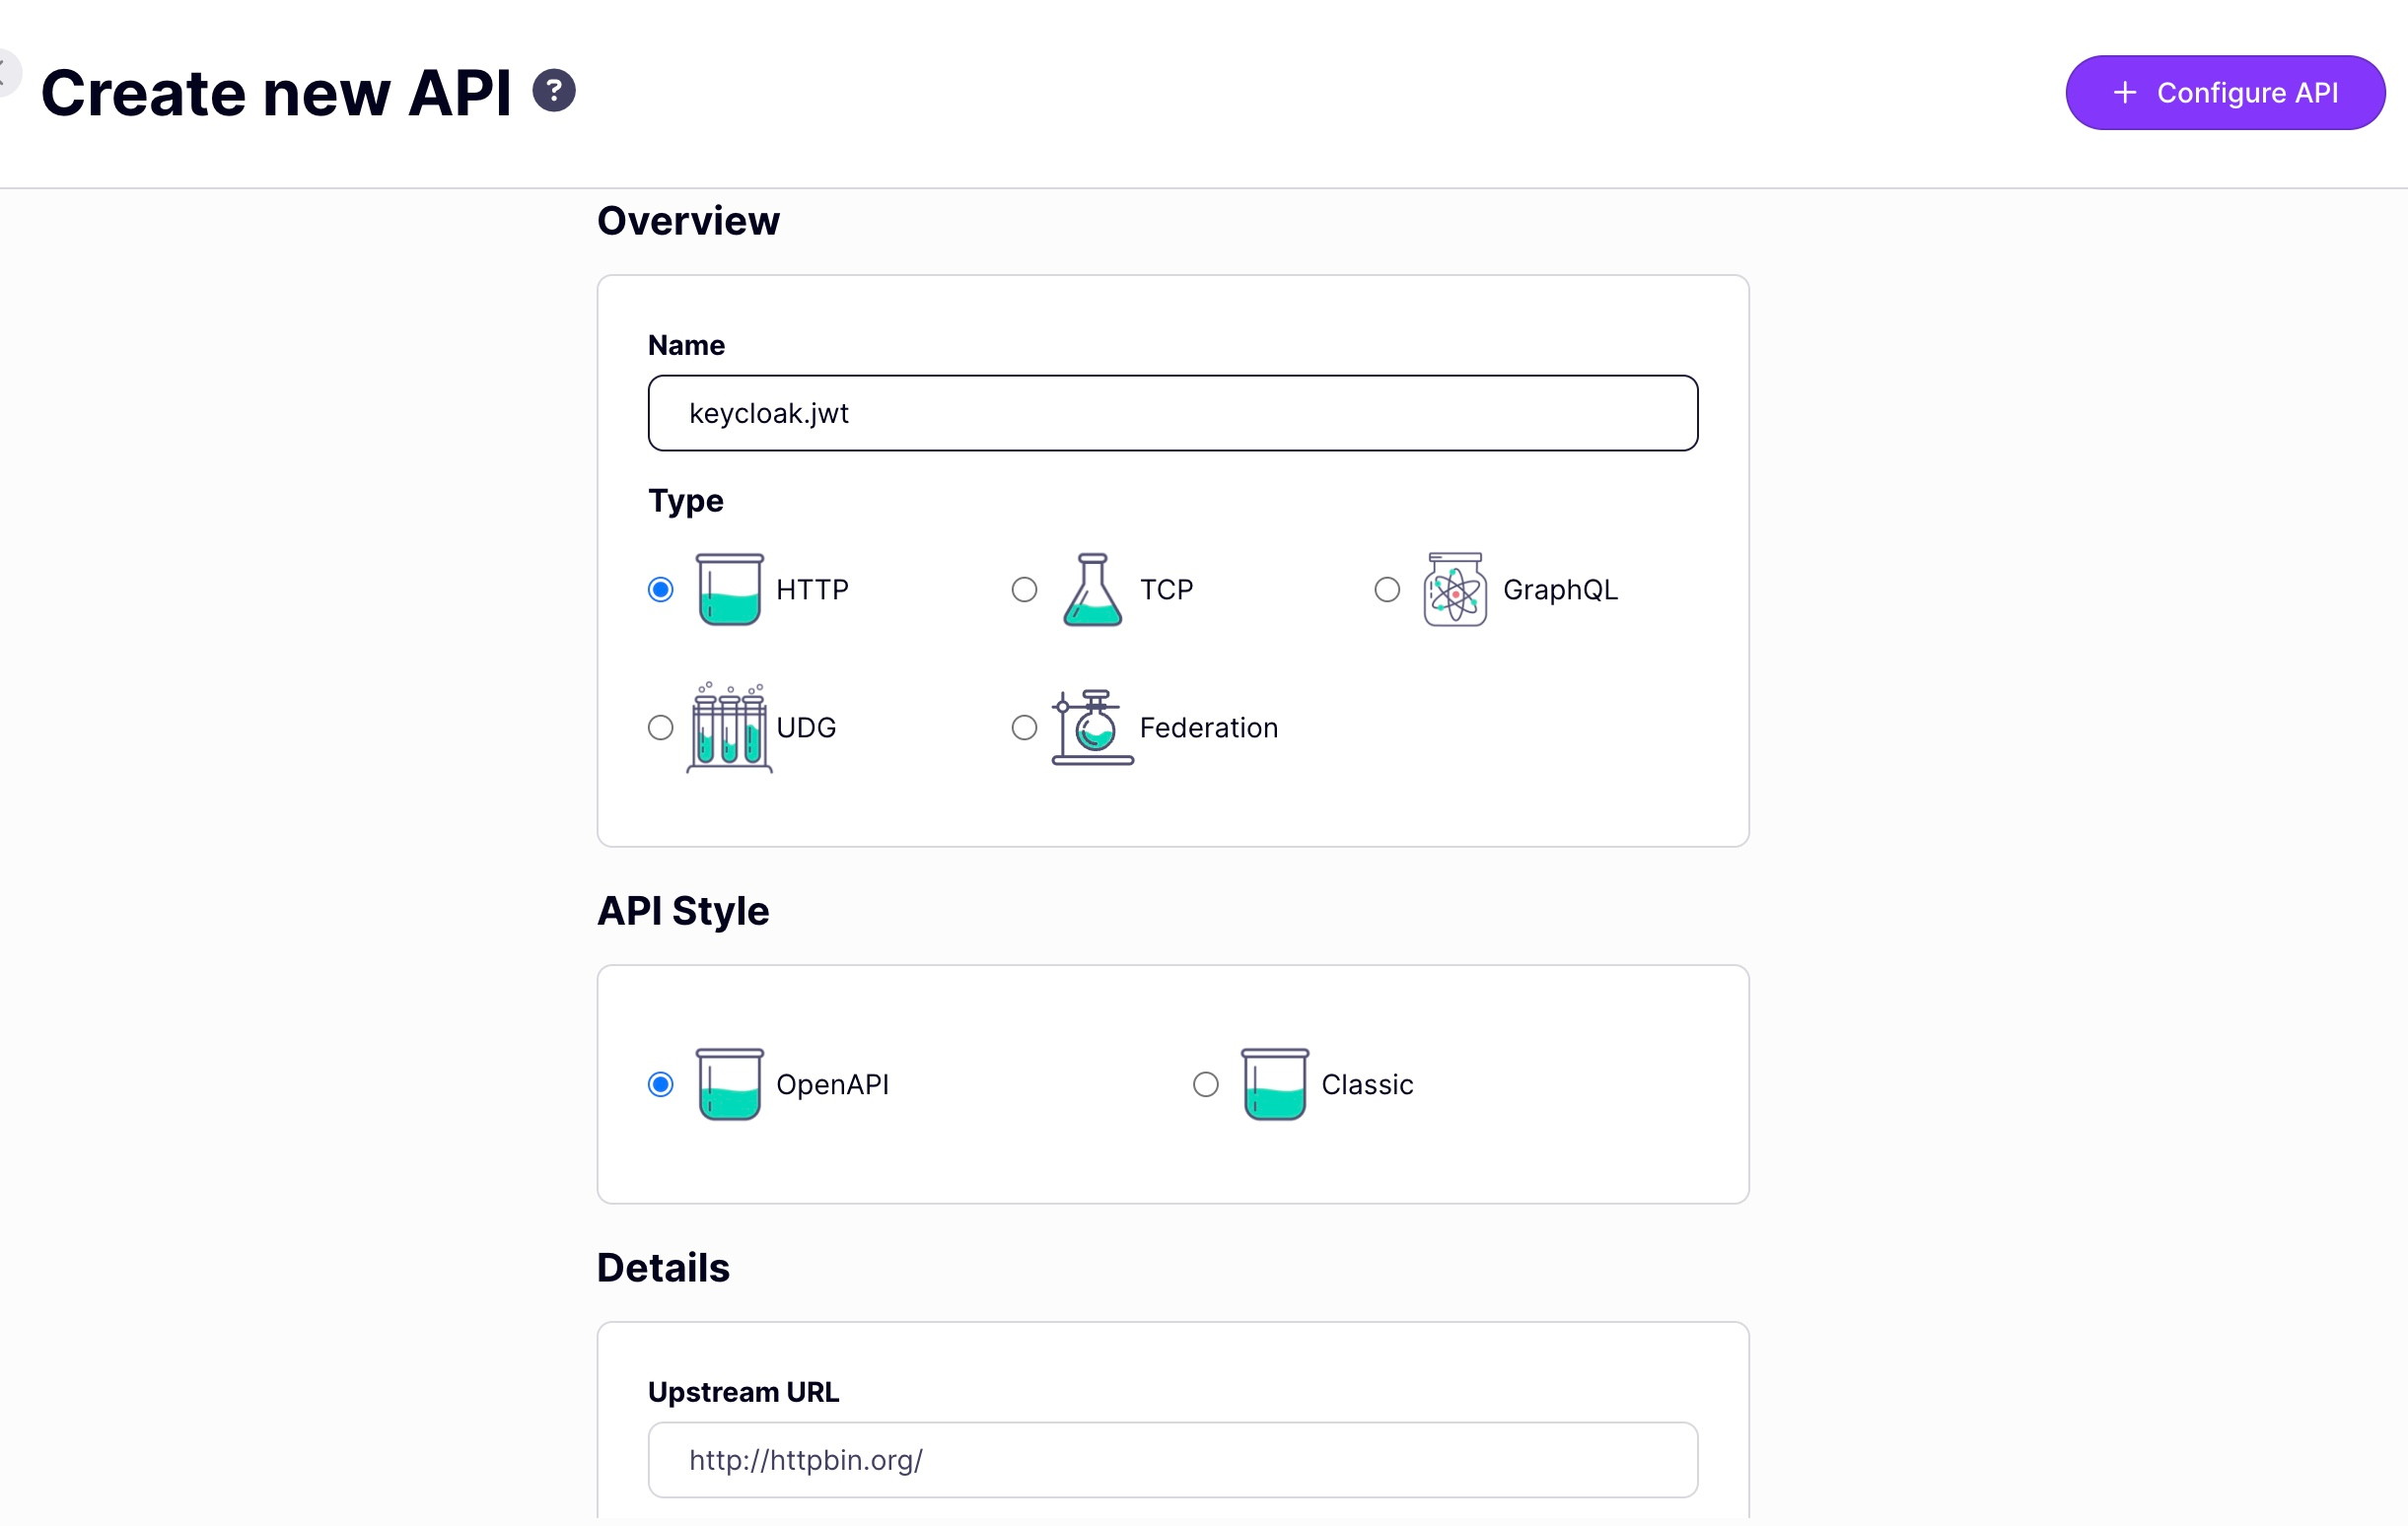 Create new API ?
+ Configure API
Overview
Name
keycloak.jwt
Type
HTTP
TCP
GraphQL
UDG
Federation
API Style
OpenAPI
Classic
Details
Upstream URL
http://httpbin.org/